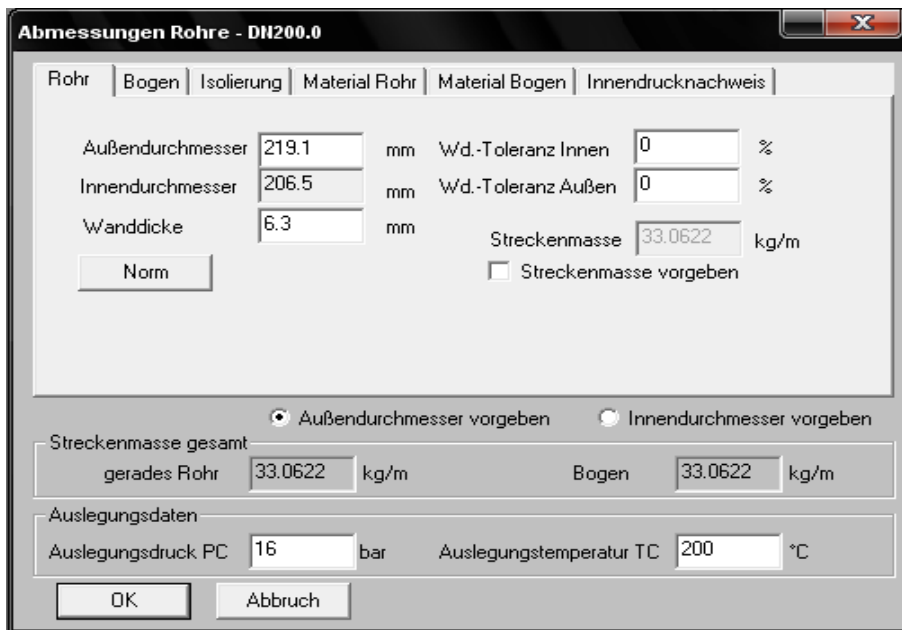 Abmessungen Rohre - DN200.0
Rohr Bogen Isolierung Material Rohr Material Bogen Innendrucknachweis
Außendurchmesser 219.1 mm Wd.-Toleranz Innen 0 %
Innendurchmesser 206.5 mm Wd.-Toleranz Außen 0 %
Wanddicke 6.3 mm
Streckenmasse 33.0622 kg/m
Norm Streckenmasse vorgeben
Außendurchmesser vorgeben Innendurchmesser vorgeben
Streckenmasse gesamt
gerades Rohr 33.0622 kg/m Bogen 33.0622 kg/m
Auslegungsdaten
Auslegungsdruck PC 16 bar Auslegungstemperatur TC 200 °C
OK Abbruch